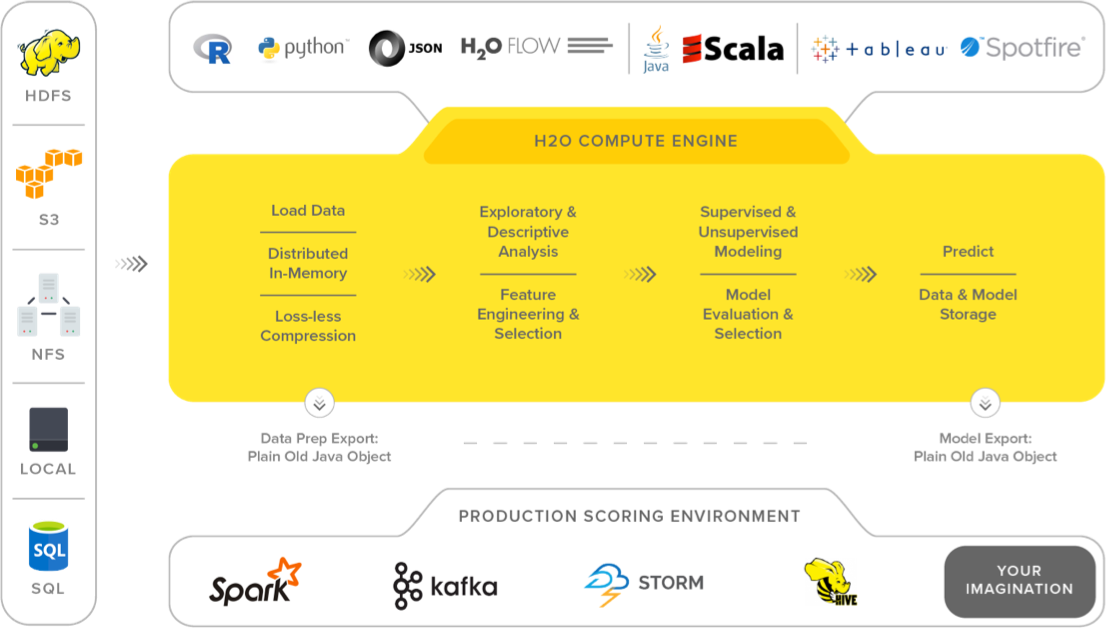 HDFS
S3
NFS
LOCAL
SQL
SQL
R
python™
JSON
H2O FLOW
Java
Scala
+ableau
Spotfire®
H2O COMPUTE ENGINE
Load Data
Distributed
In-Memory
Loss-less
Compression
Exploratory &
Descriptive
Analysis
Feature
Engineering &
Selection
Supervised &
Unsupervised
Modeling
Model
Evaluation &
Selection
Predict
Data & Model
Storage
Data Prep Export:
Plain Old Java Object
Model Export:
Plain Old Java Object
PRODUCTION SCORING ENVIRONMENT
Spark
kafka
STORM
HIVE
YOUR
IMAGINATION